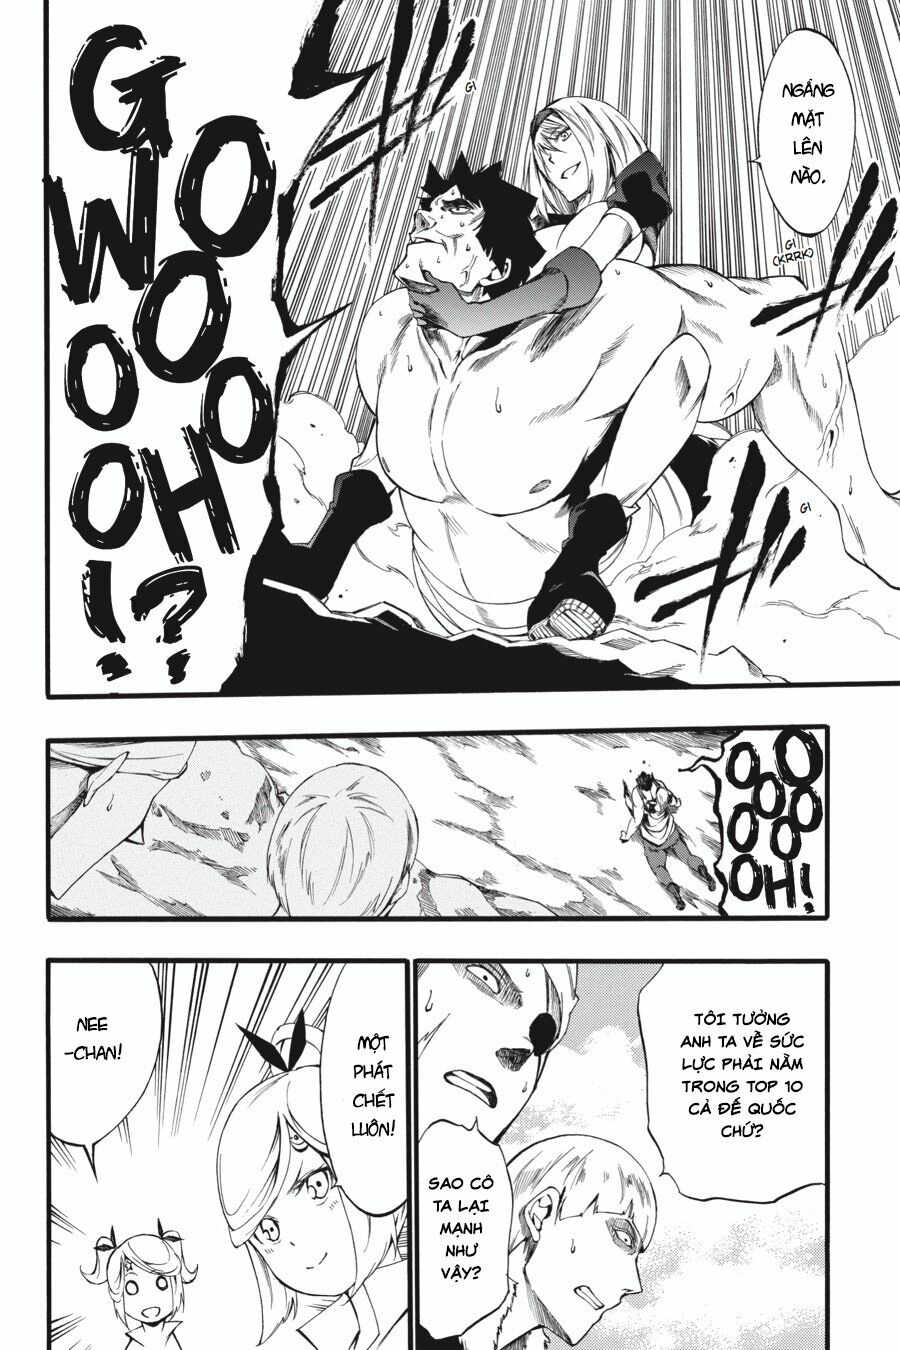 NGẨNG
MẶT
LÊN
NÀO.
GI
GI
(KRRK)
GI
GWOOOOOOHO!?
OOOOOOOOH!
TÔI TƯỞNG
ANH TA VỀ SỨC
LỰC PHẢI NẰM
TRONG TOP 10
CẢ ĐẾ QUỐC
CHỨ?
SAO CÔ
TA LẠI
MẠNH
NHƯ
VẬY?
MỘT
PHÁT
CHẾT
LUÔN!
NEE
-CHAN!